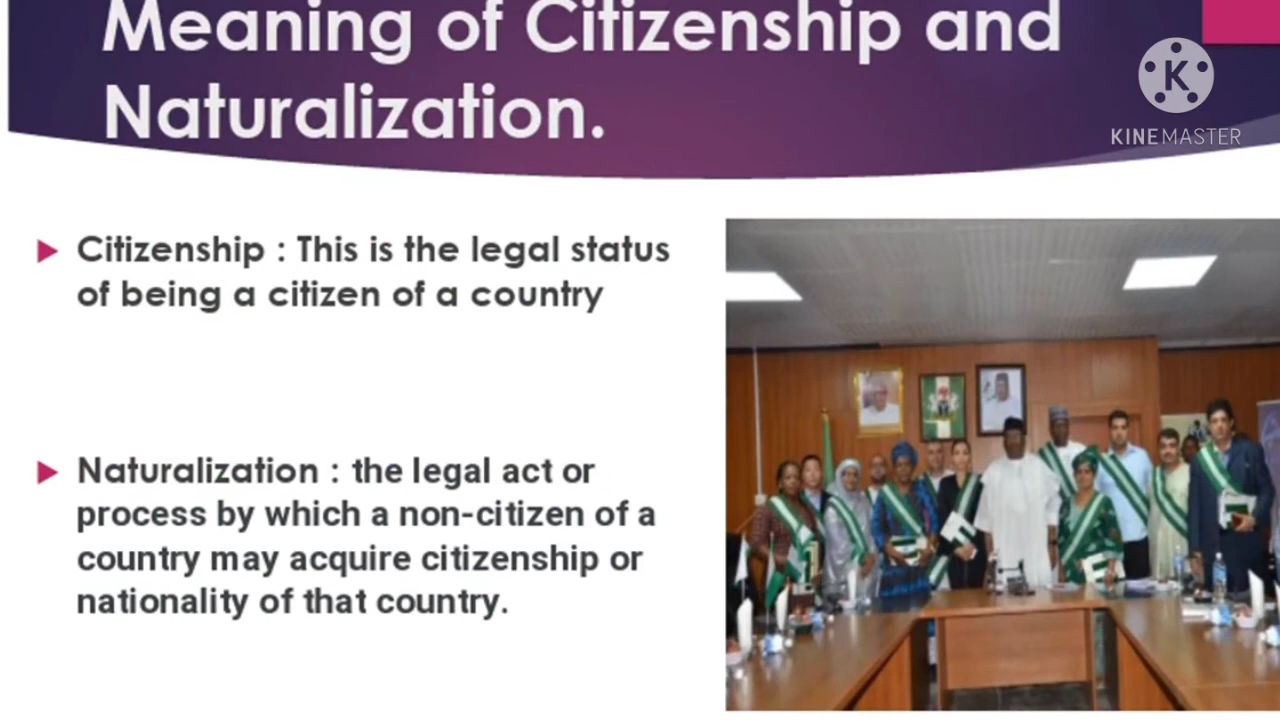 Meaning of Citizenship and
Naturalization.
K
KINEMASTER
Citizenship : This is the legal status
of being a citizen of a country
Naturalization : the legal act or
process by which a non-citizen of a
country may acquire citizenship or
nationality of that country.